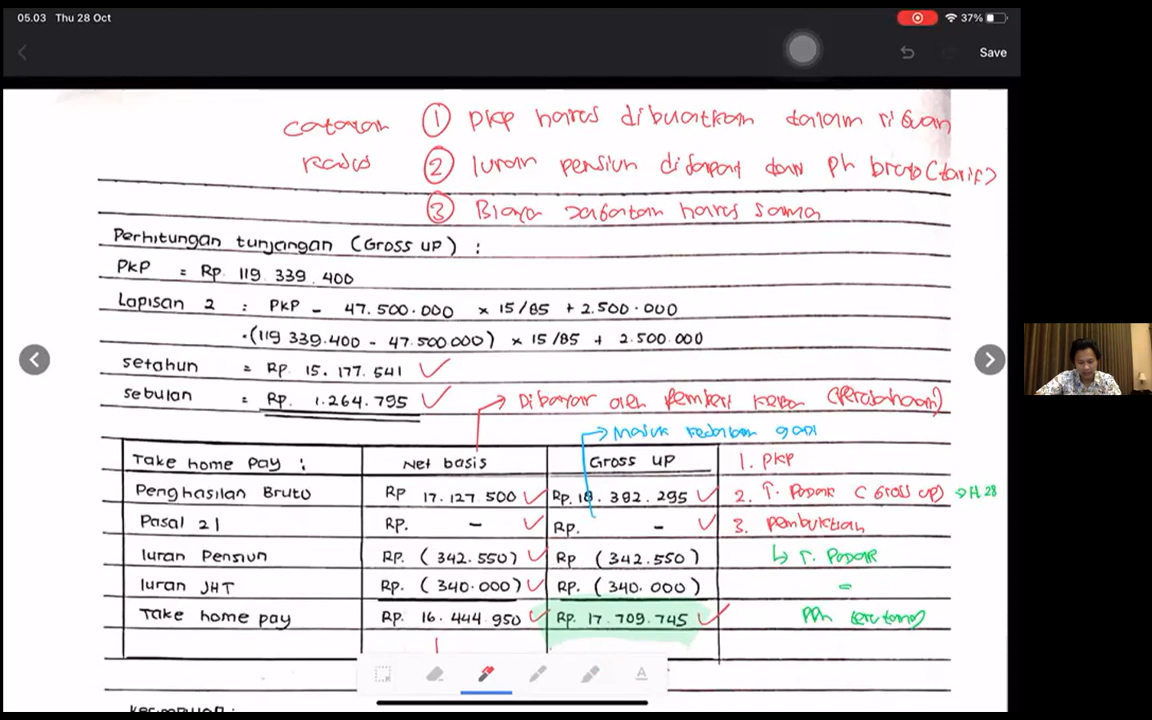 05.03 Thu 28 Oct
37%
Save
Catatan ① PKP harus dibuatkan dalam ribuan
② Iuran pensiun didapat dari Ph bruto (tarif)
③ Biaya Jabatan harus sama
Perhitungan tunjangan (Gross UP) :
PKP = Rp. 119.339.400
Lapisan 2 : PKP - 47.500.000 x 15/85 + 2.500.000
(119.339.400 - 47.500.000) x 15/85 + 2.500.000
setahun = Rp. 15.177.541 ✓
sebulan = Rp. 1.264.795 ✓ → Dibayar oleh Pemberi Kerja (Perusahaan)
→ Masuk kedalam gaji
Take home pay : Net basis Gross UP 1. PKP
Penghasilan Bruto Rp 17.127.500 ✓ Rp. 18.392.295 ✓ 2. T. Pajak (Gross up) → H. 28
Pasal 21 Rp. - ✓ Rp. - ✓ 3. Pembuktian
Iuran Pensiun Rp. (342.550) ✓ Rp (342.550) ↳ T. Pajak
Iuran JHT Rp. (340.000) ✓ Rp. (340.000) =
Take home pay Rp. 16.444.950 ✓ Rp. 17.709.745 ✓ PPh terutang
A